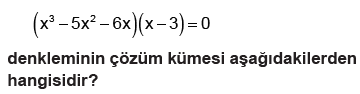 (x³ – 5x² – 6x)(x – 3) = 0
denkleminin çözüm kümesi aşağıdakilerden
hangisidir?